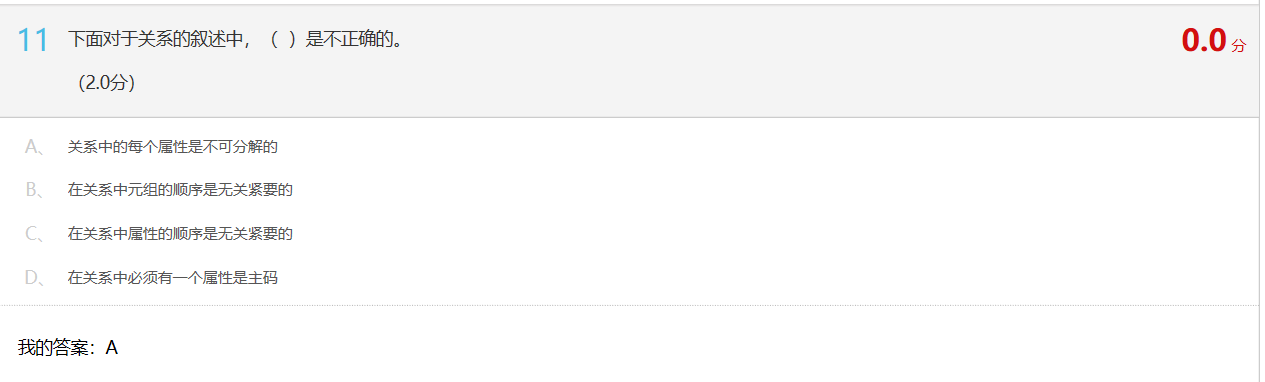 11 下面对于关系的叙述中，（ ）是不正确的。 0.0 分
（2.0分）
A、 关系中的每个属性是不可分解的
B、 在关系中元组的顺序是无关紧要的
C、 在关系中属性的顺序是无关紧要的
D、 在关系中必须有一个属性是主码
我的答案：A